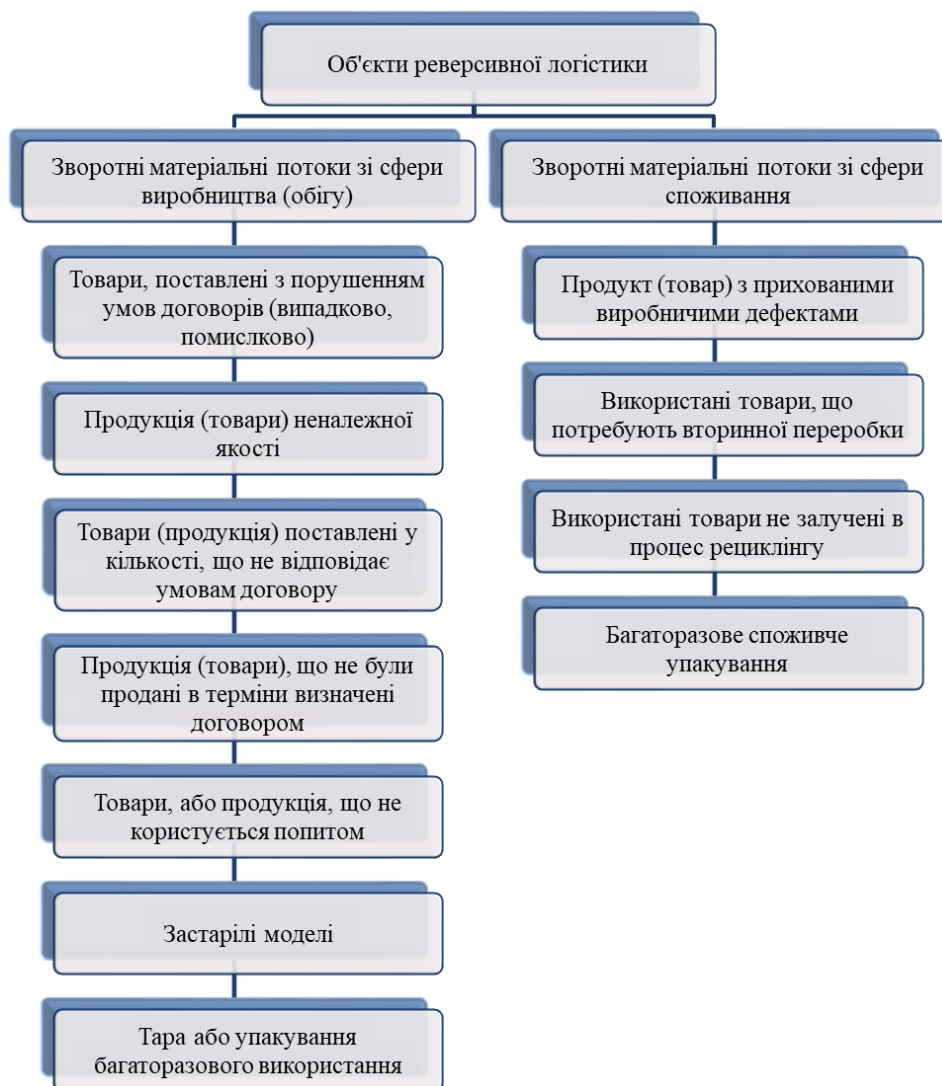 Об'єкти реверсивної логістики
Зворотні матеріальні потоки зі сфери
виробництва (обігу)
Товари, поставлені з порушенням
умов договорів (випадково,
помислково)
Продукція (товари) неналежної
якості
Товари (продукція) поставлені у
кількості, що не відповідає
умовам договору
Продукція (товари), що не були
продані в терміни визначені
договором
Товари, або продукція, що не
користується попитом
Застарілі моделі
Тара або упакування
багаторазового використання
Зворотні матеріальні потоки зі сфери
споживання
Продукт (товар) з прихованими
виробничими дефектами
Використані товари, що
потребують вторинної переробки
Використані товари не залучені в
процес рециклінгу
Багаторазове споживче
упакування